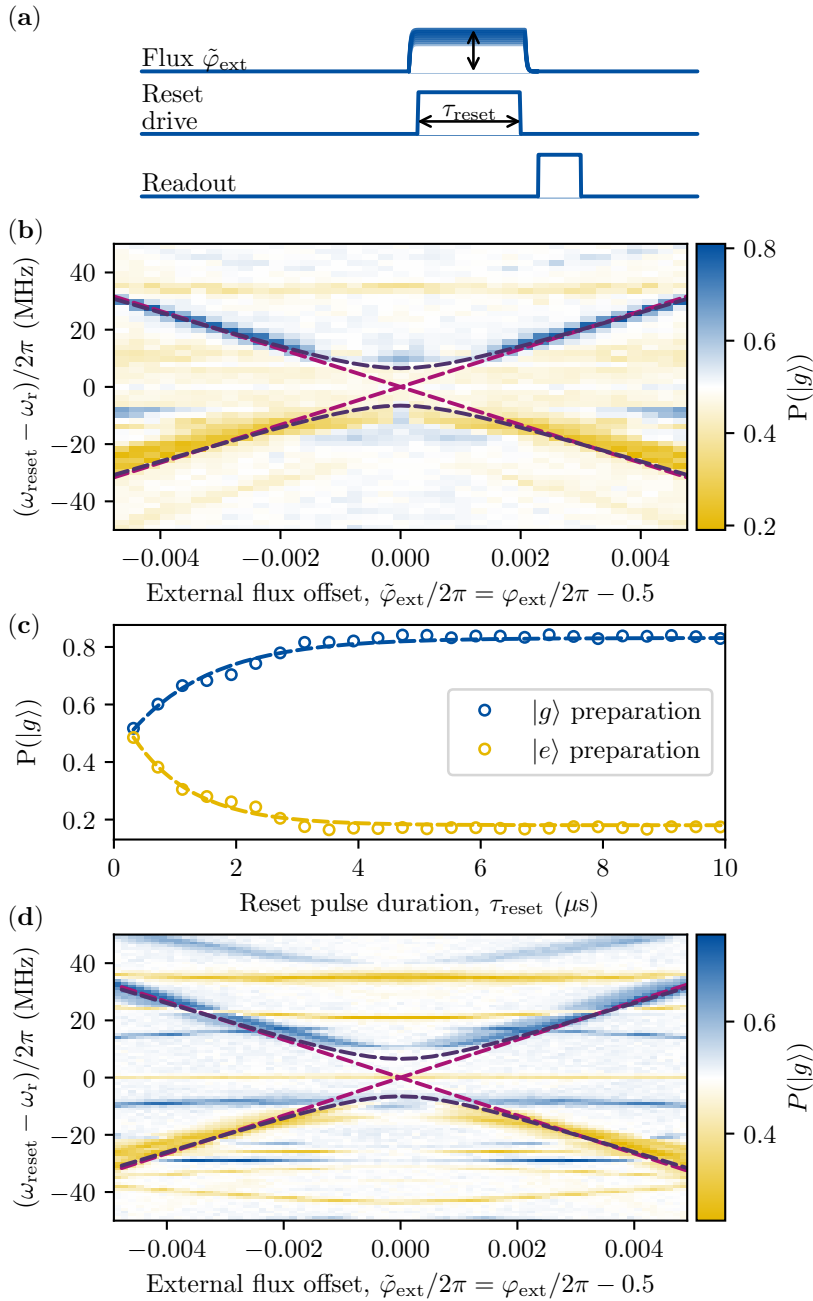 (a)
Flux φ̃ext
Reset
drive
τreset
Readout
(b)
(ωreset − ωr)/2π (MHz)
40
20
0
−20
−40
−0.004 −0.002 0.000 0.002 0.004
External flux offset, φ̃ext/2π = φext/2π − 0.5
0.8
0.6
0.4
0.2
P(|g⟩)
(c)
P(|g⟩)
0.8
0.6
0.4
0.2
|g⟩ preparation
|e⟩ preparation
0 2 4 6 8 10
Reset pulse duration, τreset (μs)
(d)
(ωreset − ωr)/2π (MHz)
40
20
0
−20
−40
−0.004 −0.002 0.000 0.002 0.004
External flux offset, φ̃ext/2π = φext/2π − 0.5
0.6
0.4
P(|g⟩)